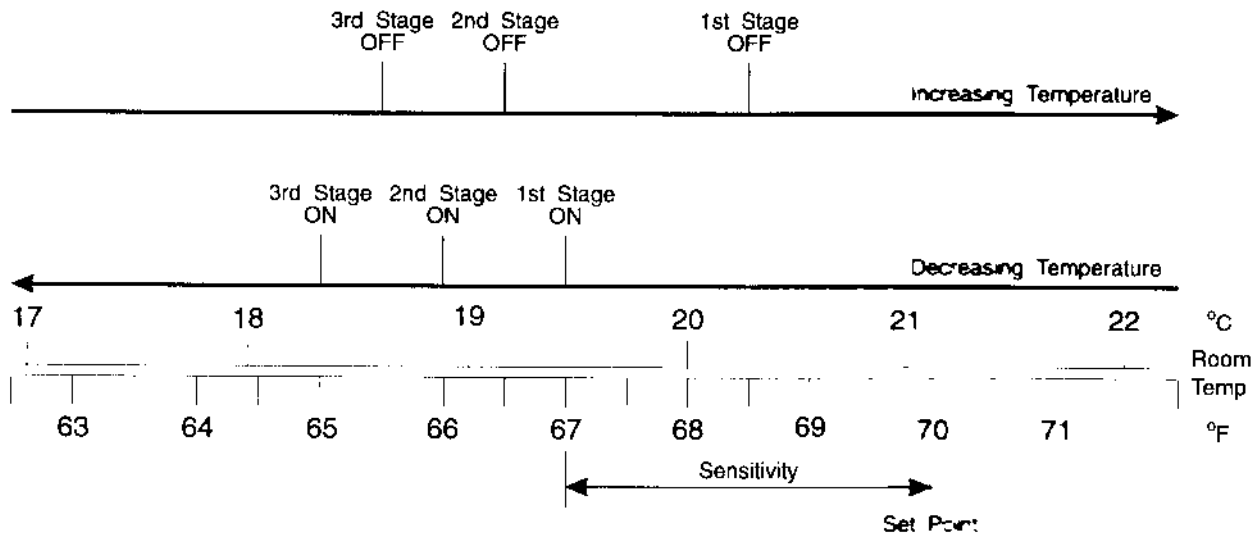 3rd Stage 2nd Stage 1st Stage
OFF OFF OFF
Increasing Temperature
3rd Stage 2nd Stage 1st Stage
ON ON ON
Decreasing Temperature
17 18 19 20 21 22 °C
Room
Temp
63 64 65 66 67 68 69 70 71 °F
Sensitivity
Set Point